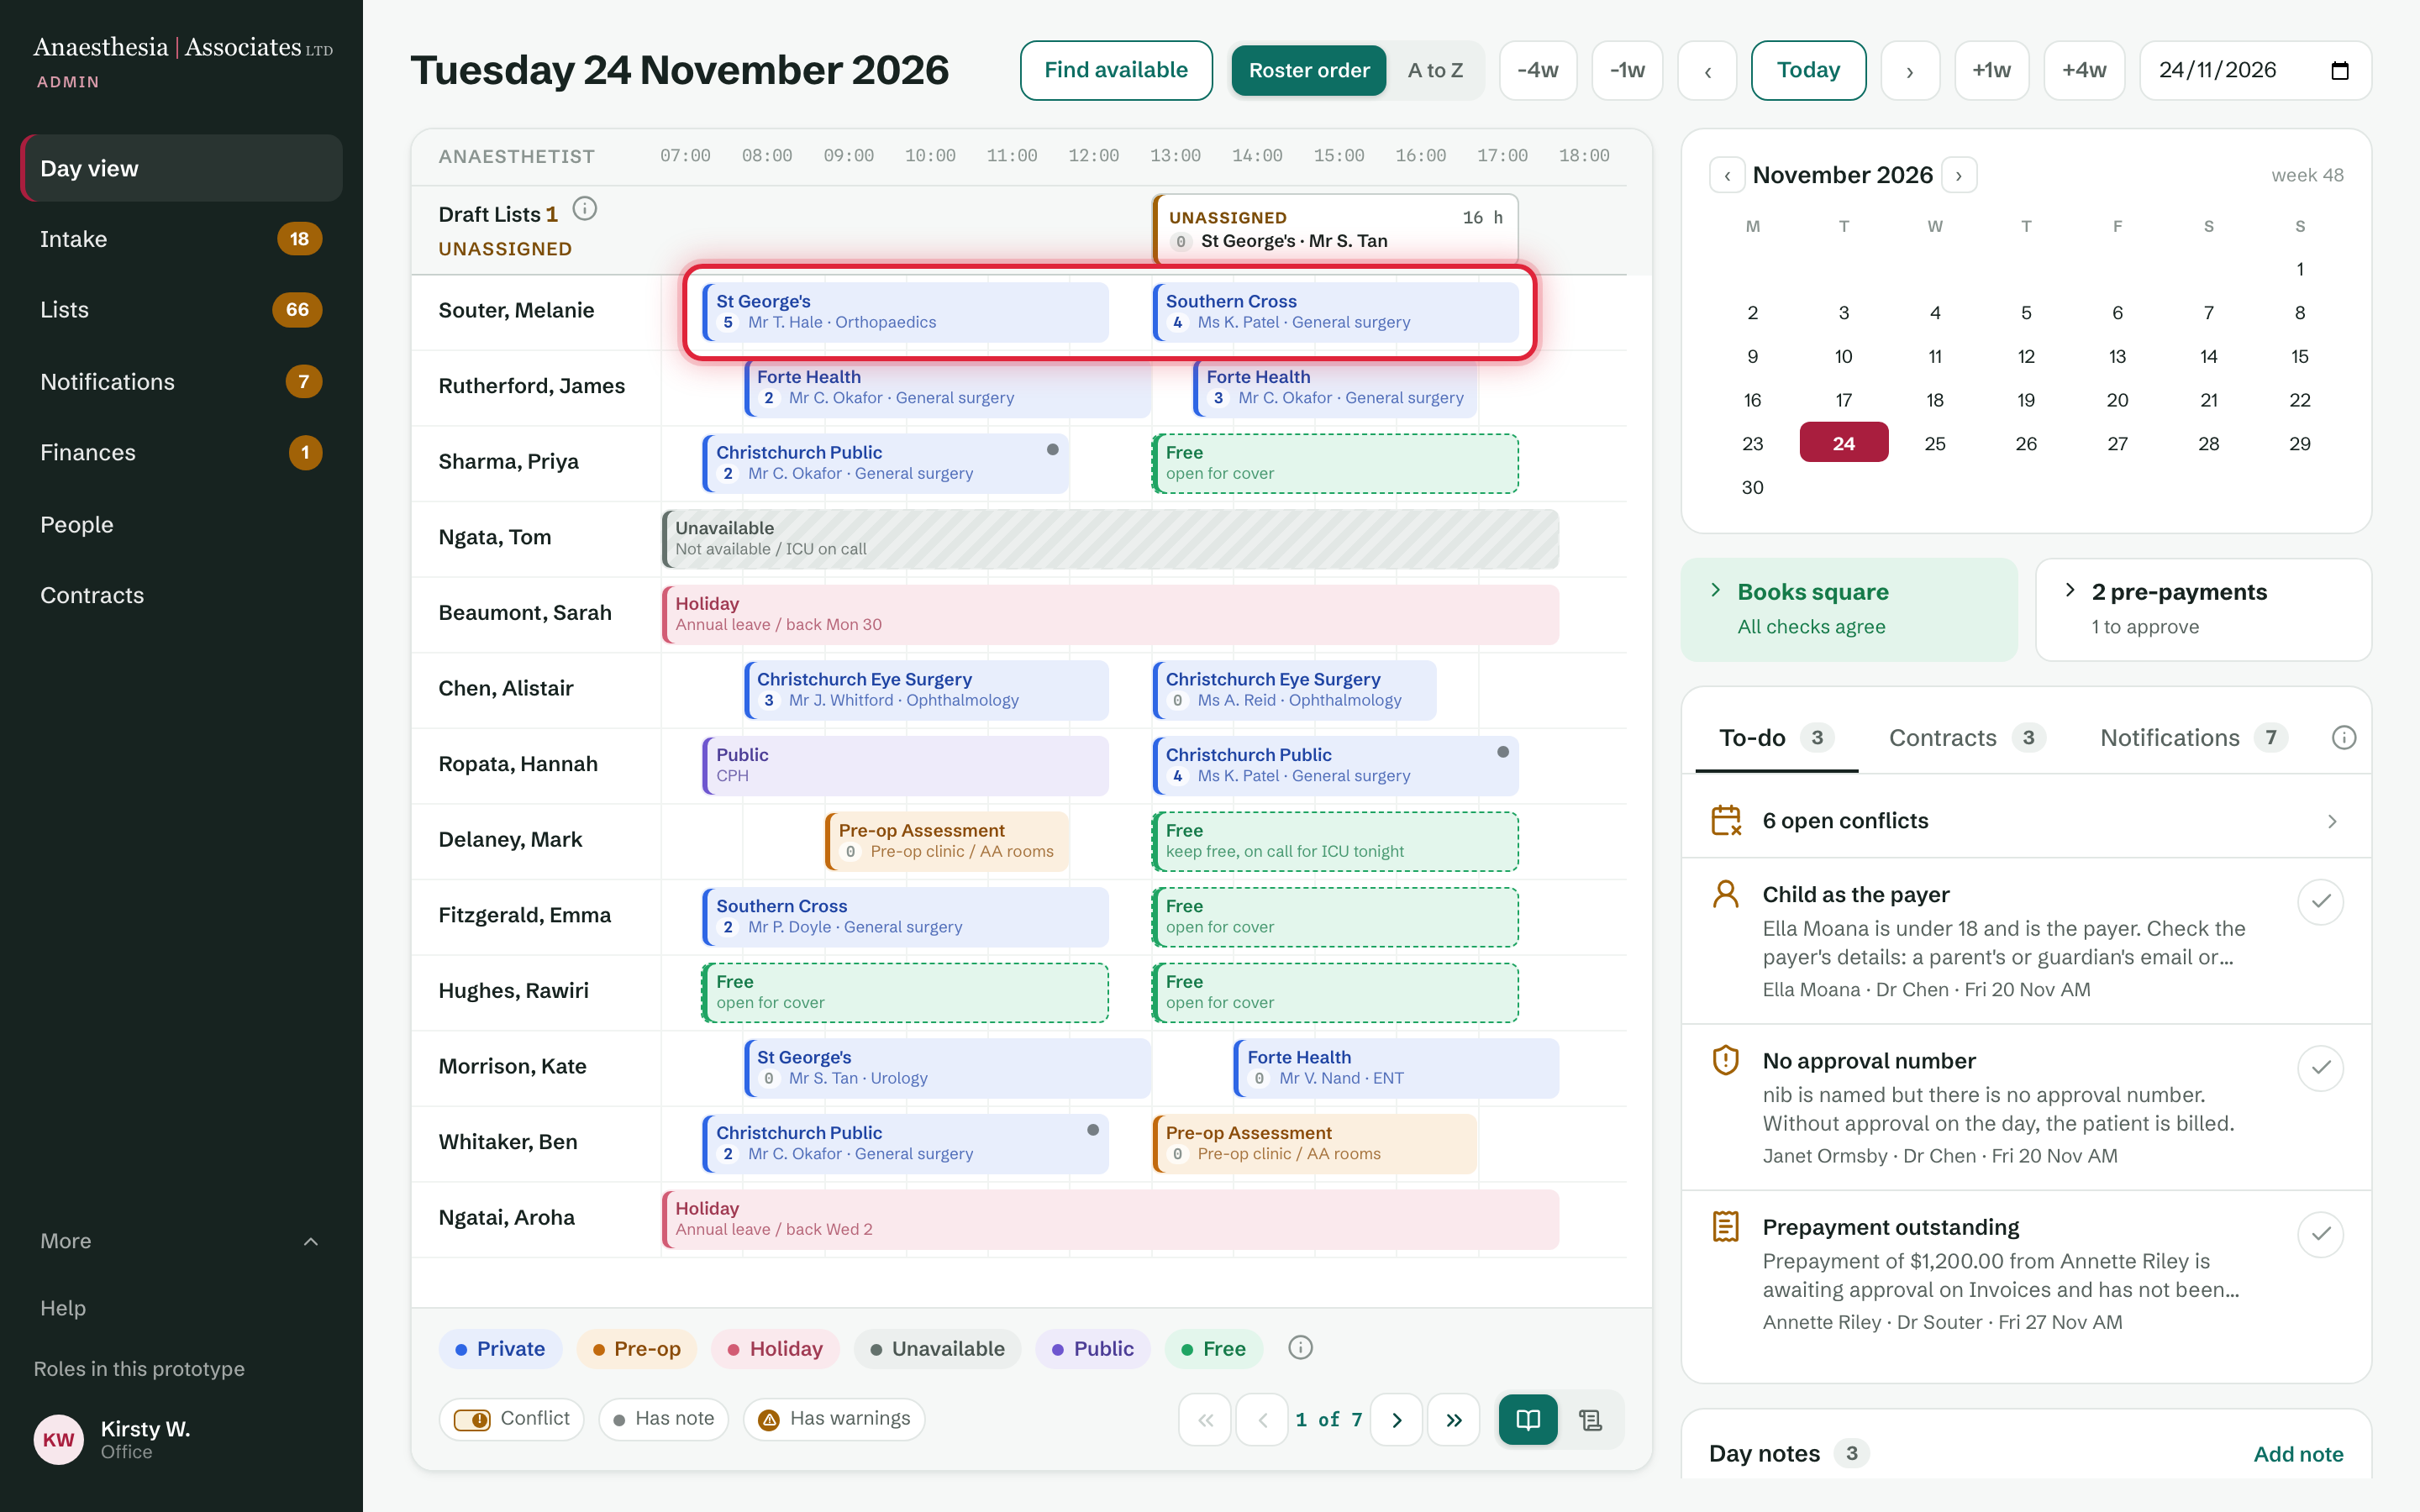 Anaesthesia | Associates LTD
ADMIN
Day view
Intake 18
Lists 66
Notifications 7
Finances 1
People
Contracts
More
Help
Roles in this prototype
KW
Kirsty W.
Office
Tuesday 24 November 2026
Find available
Roster order
A to Z
-4w
-1w
‹
Today
›
+1w
+4w
24/11/2026
ANAESTHETIST 07:00 08:00 09:00 10:00 11:00 12:00 13:00 14:00 15:00 16:00 17:00 18:00
Draft Lists 1
UNASSIGNED
UNASSIGNED 16 h
0 St George's · Mr S. Tan
Souter, Melanie
St George's
5 Mr T. Hale · Orthopaedics
Southern Cross
4 Ms K. Patel · General surgery
Rutherford, James
Forte Health
2 Mr C. Okafor · General surgery
Forte Health
3 Mr C. Okafor · General surgery
Sharma, Priya
Christchurch Public
2 Mr C. Okafor · General surgery
Free
open for cover
Ngata, Tom
Unavailable
Not available / ICU on call
Beaumont, Sarah
Holiday
Annual leave / back Mon 30
Chen, Alistair
Christchurch Eye Surgery
3 Mr J. Whitford · Ophthalmology
Christchurch Eye Surgery
0 Ms A. Reid · Ophthalmology
Ropata, Hannah
Public
CPH
Christchurch Public
4 Ms K. Patel · General surgery
Delaney, Mark
Pre-op Assessment
0 Pre-op clinic / AA rooms
Free
keep free, on call for ICU tonight
Fitzgerald, Emma
Southern Cross
2 Mr P. Doyle · General surgery
Free
open for cover
Hughes, Rawiri
Free
open for cover
Free
open for cover
Morrison, Kate
St George's
0 Mr S. Tan · Urology
Forte Health
0 Mr V. Nand · ENT
Whitaker, Ben
Christchurch Public
2 Mr C. Okafor · General surgery
Pre-op Assessment
0 Pre-op clinic / AA rooms
Ngatai, Aroha
Holiday
Annual leave / back Wed 2
Private
Pre-op
Holiday
Unavailable
Public
Free
Conflict
Has note
Has warnings
« ‹ 1 of 7 › »
‹ November 2026 › week 48
M T W T F S S
1
2 3 4 5 6 7 8
9 10 11 12 13 14 15
16 17 18 19 20 21 22
23 24 25 26 27 28 29
30
Books square
All checks agree
2 pre-payments
1 to approve
To-do 3
Contracts 3
Notifications 7
6 open conflicts
Child as the payer
Ella Moana is under 18 and is the payer. Check the
payer's details: a parent's or guardian's email or...
Ella Moana · Dr Chen · Fri 20 Nov AM
No approval number
nib is named but there is no approval number.
Without approval on the day, the patient is billed.
Janet Ormsby · Dr Chen · Fri 20 Nov AM
Prepayment outstanding
Prepayment of $1,200.00 from Annette Riley is
awaiting approval on Invoices and has not been...
Annette Riley · Dr Souter · Fri 27 Nov AM
Day notes 3
Add note